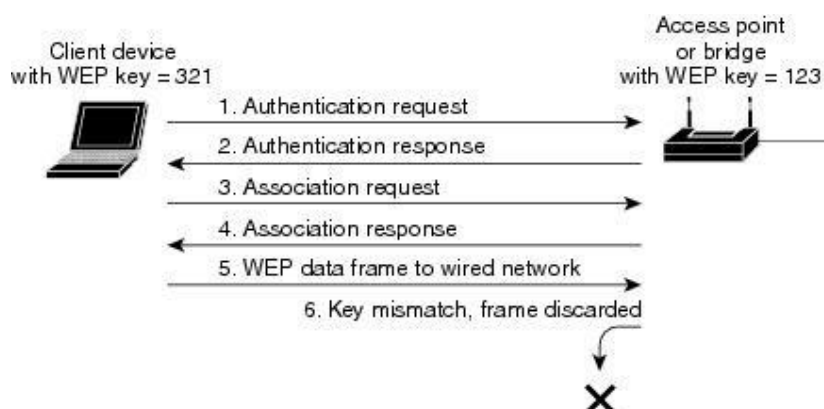 Client device
with WEP key = 321
Access point
or bridge
with WEP key = 123
1. Authentication request
2. Authentication response
3. Association request
4. Association response
5. WEP data frame to wired network
6. Key mismatch, frame discarded